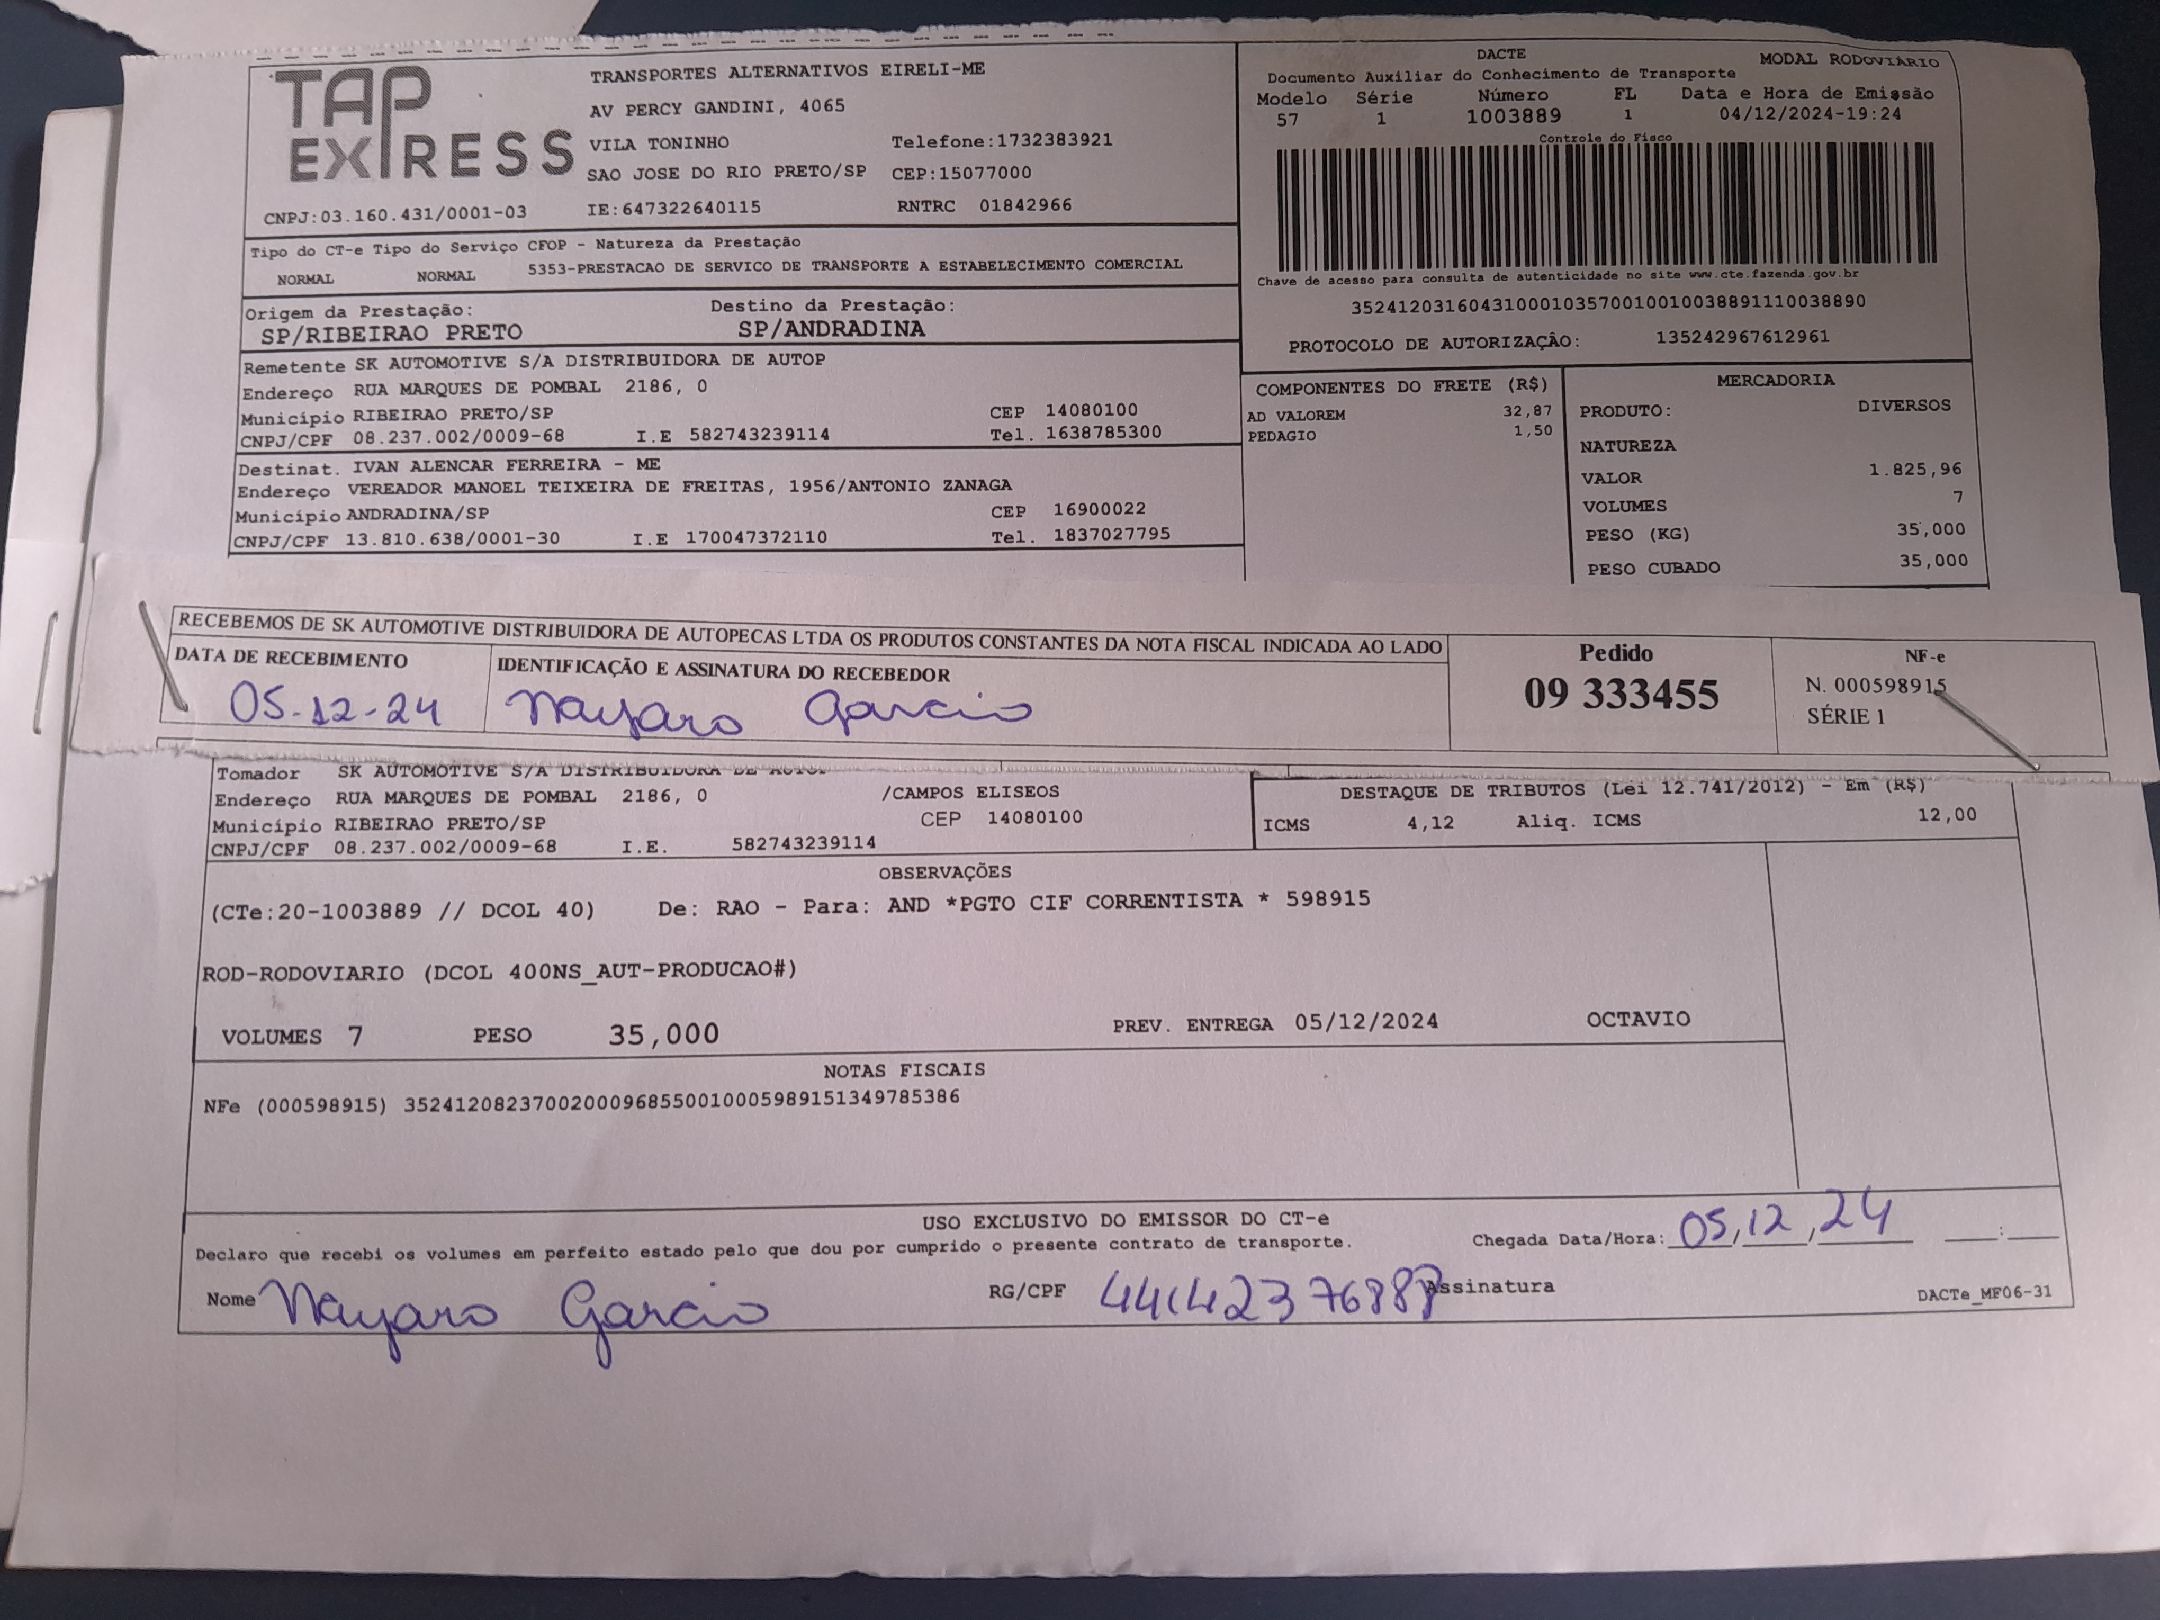 TAP EXPRESS
TRANSPORTES ALTERNATIVOS EIRELI-ME
AV PERCY GANDINI, 4065
VILA TONINHO Telefone:1732383921
SAO JOSE DO RIO PRETO/SP CEP:15077000
CNPJ:03.160.431/0001-03 IE:647322640115 RNTRC 01842966
DACTE MODAL RODOVIÁRIO
Documento Auxiliar do Conhecimento de Transporte
Modelo Série Número FL Data e Hora de Emissão
57 1 1003889 1 04/12/2024-19:24
Controle do Fisco
Chave de acesso para consulta de autenticidade no site www.cte.fazenda.gov.br
35241203160431000103570010010038891110038890
PROTOCOLO DE AUTORIZAÇÂO: 135242967612961
Tipo do CT-e Tipo do Serviço CFOP - Natureza da Prestação
NORMAL NORMAL 5353-PRESTACAO DE SERVICO DE TRANSPORTE A ESTABELECIMENTO COMERCIAL
Origem da Prestação: Destino da Prestação:
SP/RIBEIRAO PRETO SP/ANDRADINA
Remetente SK AUTOMOTIVE S/A DISTRIBUIDORA DE AUTOP
Endereço RUA MARQUES DE POMBAL 2186, 0
Município RIBEIRAO PRETO/SP CEP 14080100
CNPJ/CPF 08.237.002/0009-68 I.E 582743239114 Tel. 1638785300
Destinat. IVAN ALENCAR FERREIRA - ME
Endereço VEREADOR MANOEL TEIXEIRA DE FREITAS, 1956/ANTONIO ZANAGA
Município ANDRADINA/SP CEP 16900022
CNPJ/CPF 13.810.638/0001-30 I.E 170047372110 Tel. 1837027795
COMPONENTES DO FRETE (R$)
AD VALOREM 32,87
PEDAGIO 1,50
MERCADORIA
PRODUTO: DIVERSOS
NATUREZA
VALOR 1.825,96
VOLUMES 7
PESO (KG) 35,000
PESO CUBADO 35,000
RECEBEMOS DE SK AUTOMOTIVE DISTRIBUIDORA DE AUTOPECAS LTDA OS PRODUTOS CONSTANTES DA NOTA FISCAL INDICADA AO LADO
DATA DE RECEBIMENTO IDENTIFICAÇÃO E ASSINATURA DO RECEBEDOR
05-12-24 Nayara Garcia
Pedido
09 333455
NF-e
N. 000598915
SÉRIE 1
Tomador SK AUTOMOTIVE S/A DISTRIBUIDORA DE AUTOP
Endereço RUA MARQUES DE POMBAL 2186, 0 /CAMPOS ELISEOS
Município RIBEIRAO PRETO/SP CEP 14080100
CNPJ/CPF 08.237.002/0009-68 I.E. 582743239114
DESTAQUE DE TRIBUTOS (Lei 12.741/2012) - Em (R$)
ICMS 4,12 Aliq. ICMS 12,00
OBSERVAÇÕES
(CTe:20-1003889 // DCOL 40) De: RAO - Para: AND *PGTO CIF CORRENTISTA * 598915
ROD-RODOVIARIO (DCOL 400NS_AUT-PRODUCAO#)
VOLUMES 7 PESO 35,000 PREV. ENTREGA 05/12/2024 OCTAVIO
NOTAS FISCAIS
NFe (000598915) 35241208237002000968550010005989151349785386
USO EXCLUSIVO DO EMISSOR DO CT-e
Declaro que recebi os volumes em perfeito estado pelo que dou por cumprido o presente contrato de transporte. Chegada Data/Hora: 05/12/24 __:__
Nome Nayara Garcia RG/CPF 44142376888 Assinatura
DACTe_MF06-31